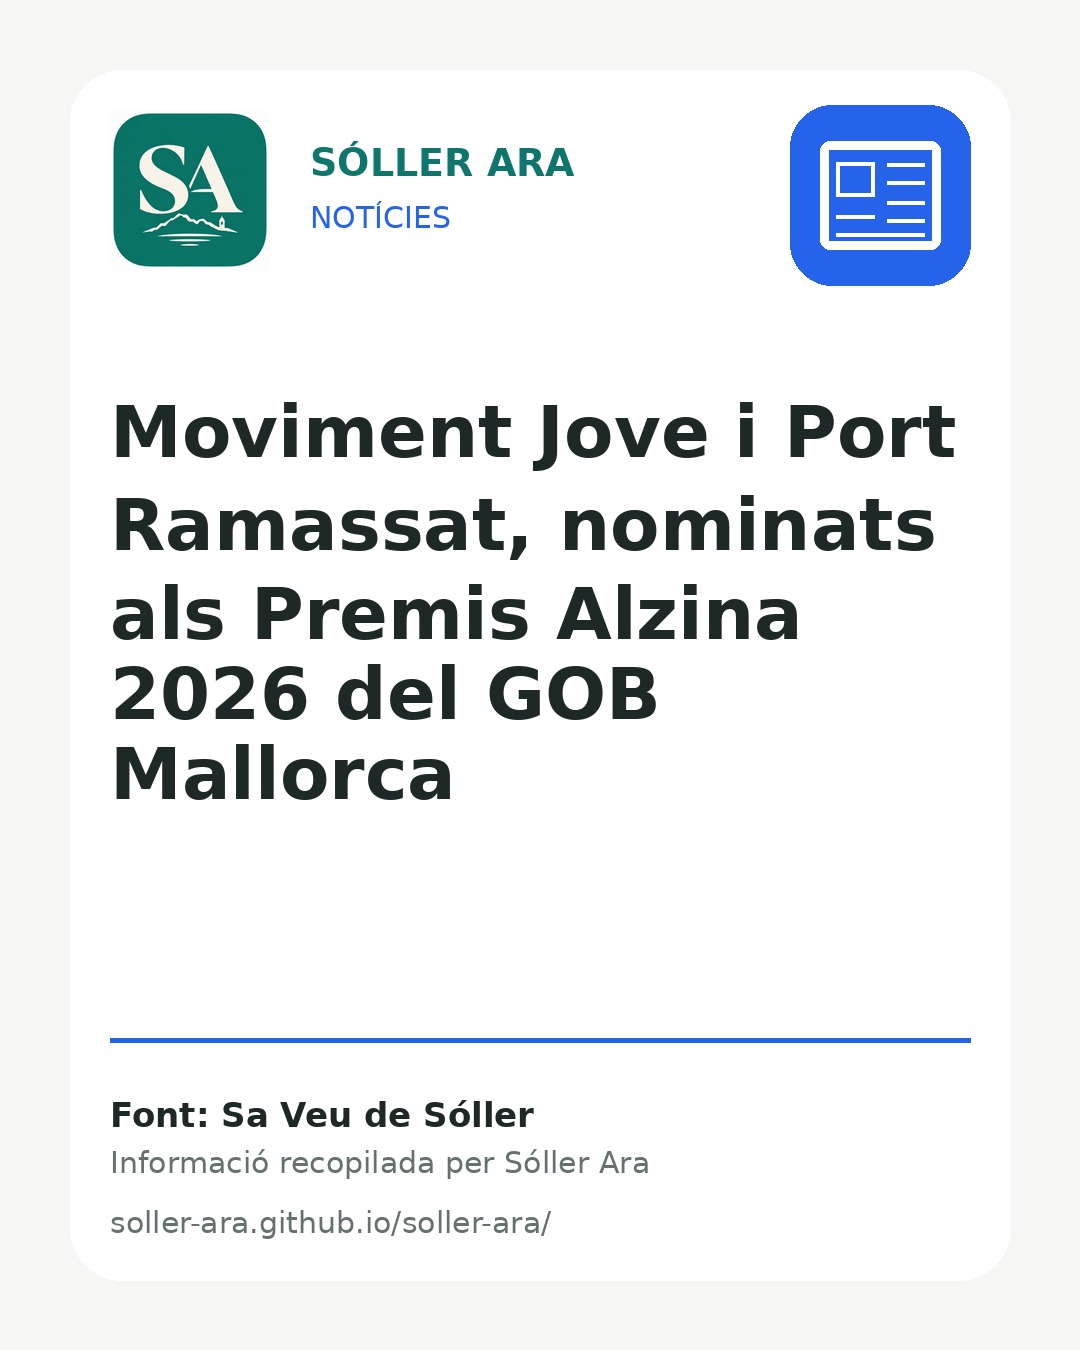 SA
SÓLLER ARA
NOTÍCIES
Moviment Jove i Port
Ramassat, nominats
als Premis Alzina
2026 del GOB
Mallorca
Font: Sa Veu de Sóller
Informació recopilada per Sóller Ara
soller-ara.github.io/soller-ara/